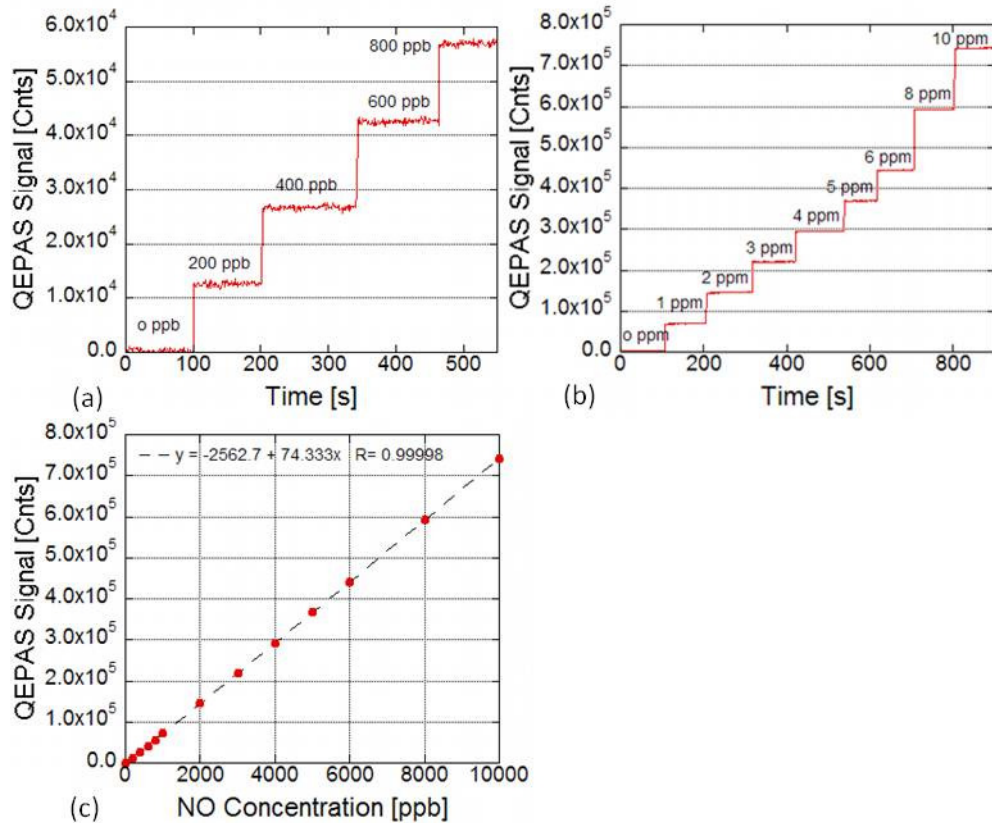 6.0x10⁴
5.0x10⁴
4.0x10⁴
3.0x10⁴
2.0x10⁴
1.0x10⁴
0.0
QEPAS Signal [Cnts]
o ppb
200 ppb
400 ppb
600 ppb
800 ppb
0 100 200 300 400 500
Time [s]
(a)
8.0x10⁵
7.0x10⁵
6.0x10⁵
5.0x10⁵
4.0x10⁵
3.0x10⁵
2.0x10⁵
1.0x10⁵
0.0
QEPAS Signal [Cnts]
o ppm
1 ppm
2 ppm
3 ppm
4 ppm
5 ppm
6 ppm
8 ppm
10 ppm
0 200 400 600 800
Time [s]
(b)
8.0x10⁵
7.0x10⁵
6.0x10⁵
5.0x10⁵
4.0x10⁵
3.0x10⁵
2.0x10⁵
1.0x10⁵
0.0
QEPAS Signal [Cnts]
y = -2562.7 + 74.333x R= 0.99998
0 2000 4000 6000 8000 10000
NO Concentration [ppb]
(c)